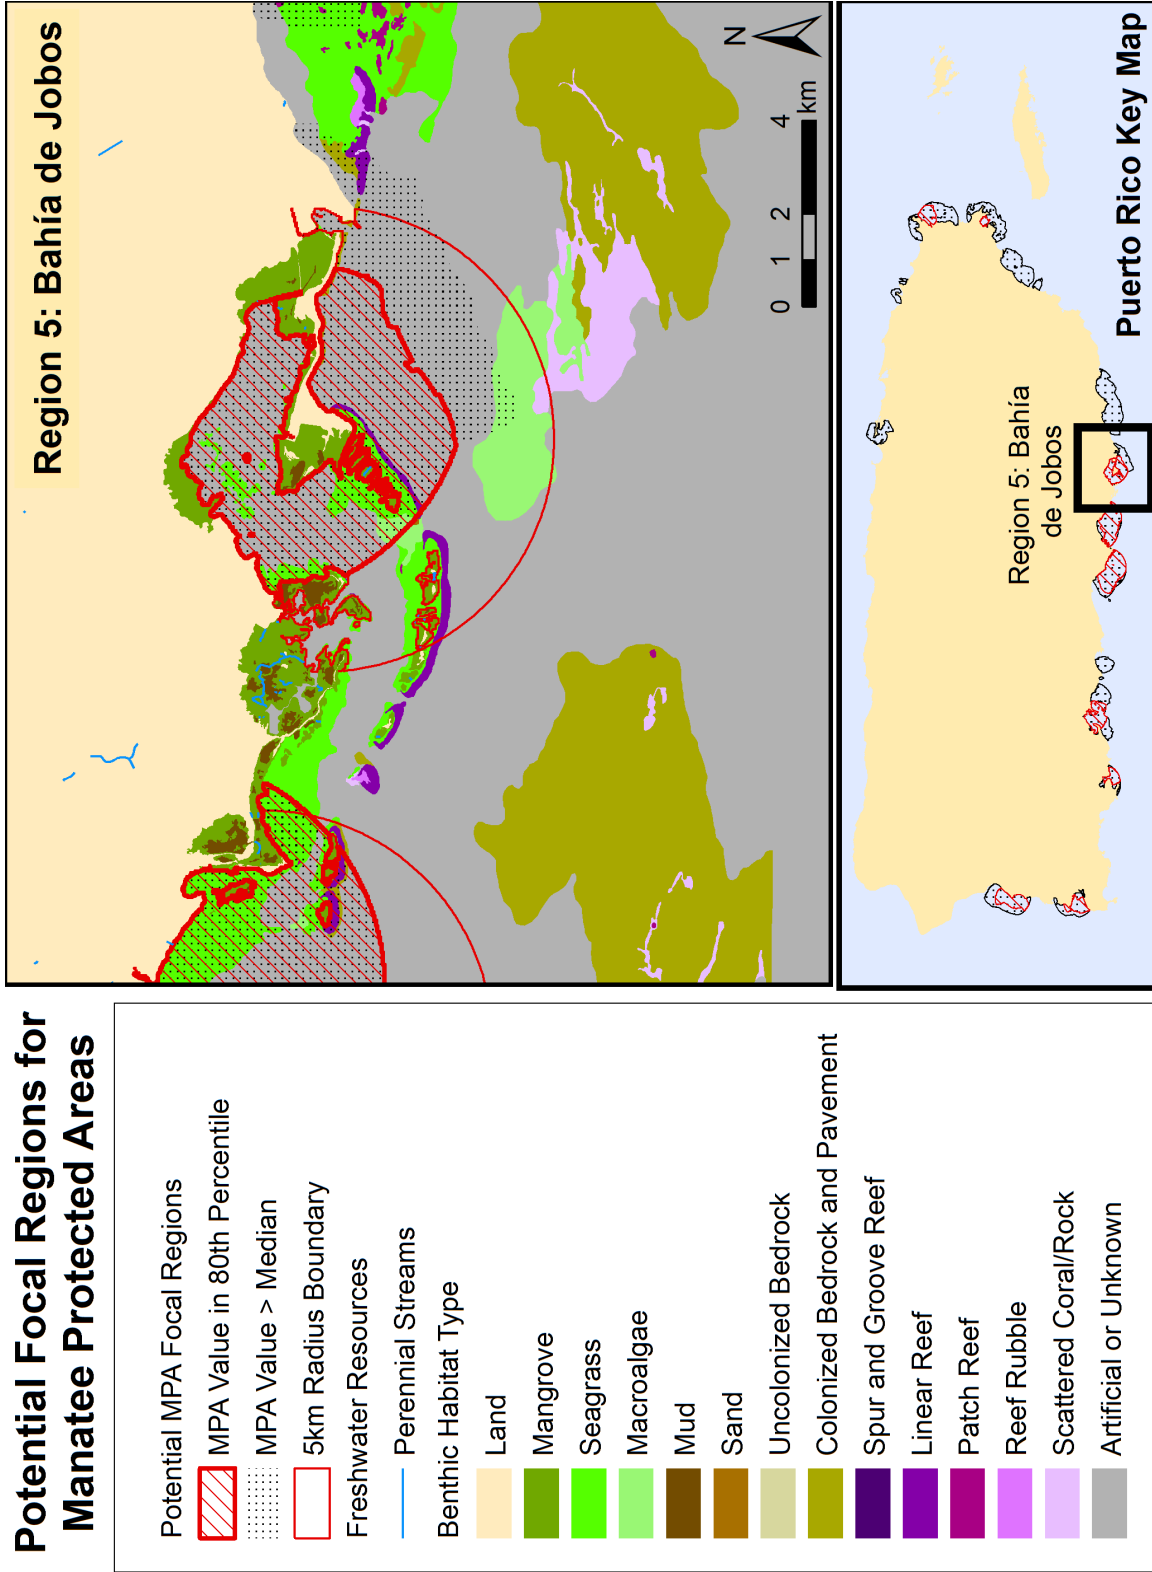 Potential Focal Regions for
Manatee Protected Areas
Potential MPA Focal Regions
MPA Value in 80th Percentile
MPA Value > Median
5km Radius Boundary
Freshwater Resources
Perennial Streams
Benthic Habitat Type
Land
Mangrove
Seagrass
Macroalgae
Mud
Sand
Uncolonized Bedrock
Colonized Bedrock and Pavement
Spur and Groove Reef
Linear Reef
Patch Reef
Reef Rubble
Scattered Coral/Rock
Artificial or Unknown
Region 5: Bahía de Jobos
N
0 1 2 4
km
Region 5: Bahía
de Jobos
Puerto Rico Key Map